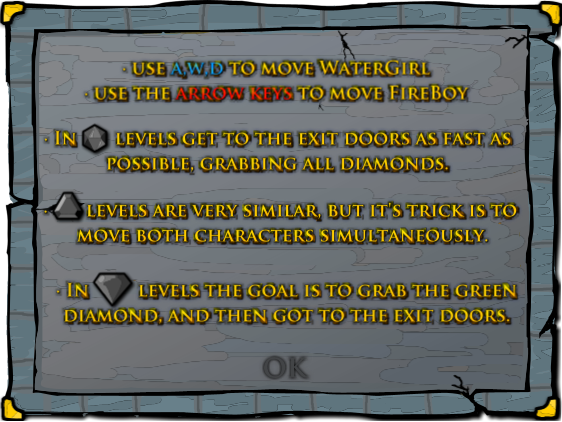 · Use A,W,D to move WaterGirl
· use the arrow keys to move FireBoy
· In levels get to the exit doors as fast as
possible, grabbing all diamonds.
· levels are very similar, but it's trick is to
move both characters simultaneously.
· In levels the goal is to grab the green
diamond, and then got to the exit doors.
OK